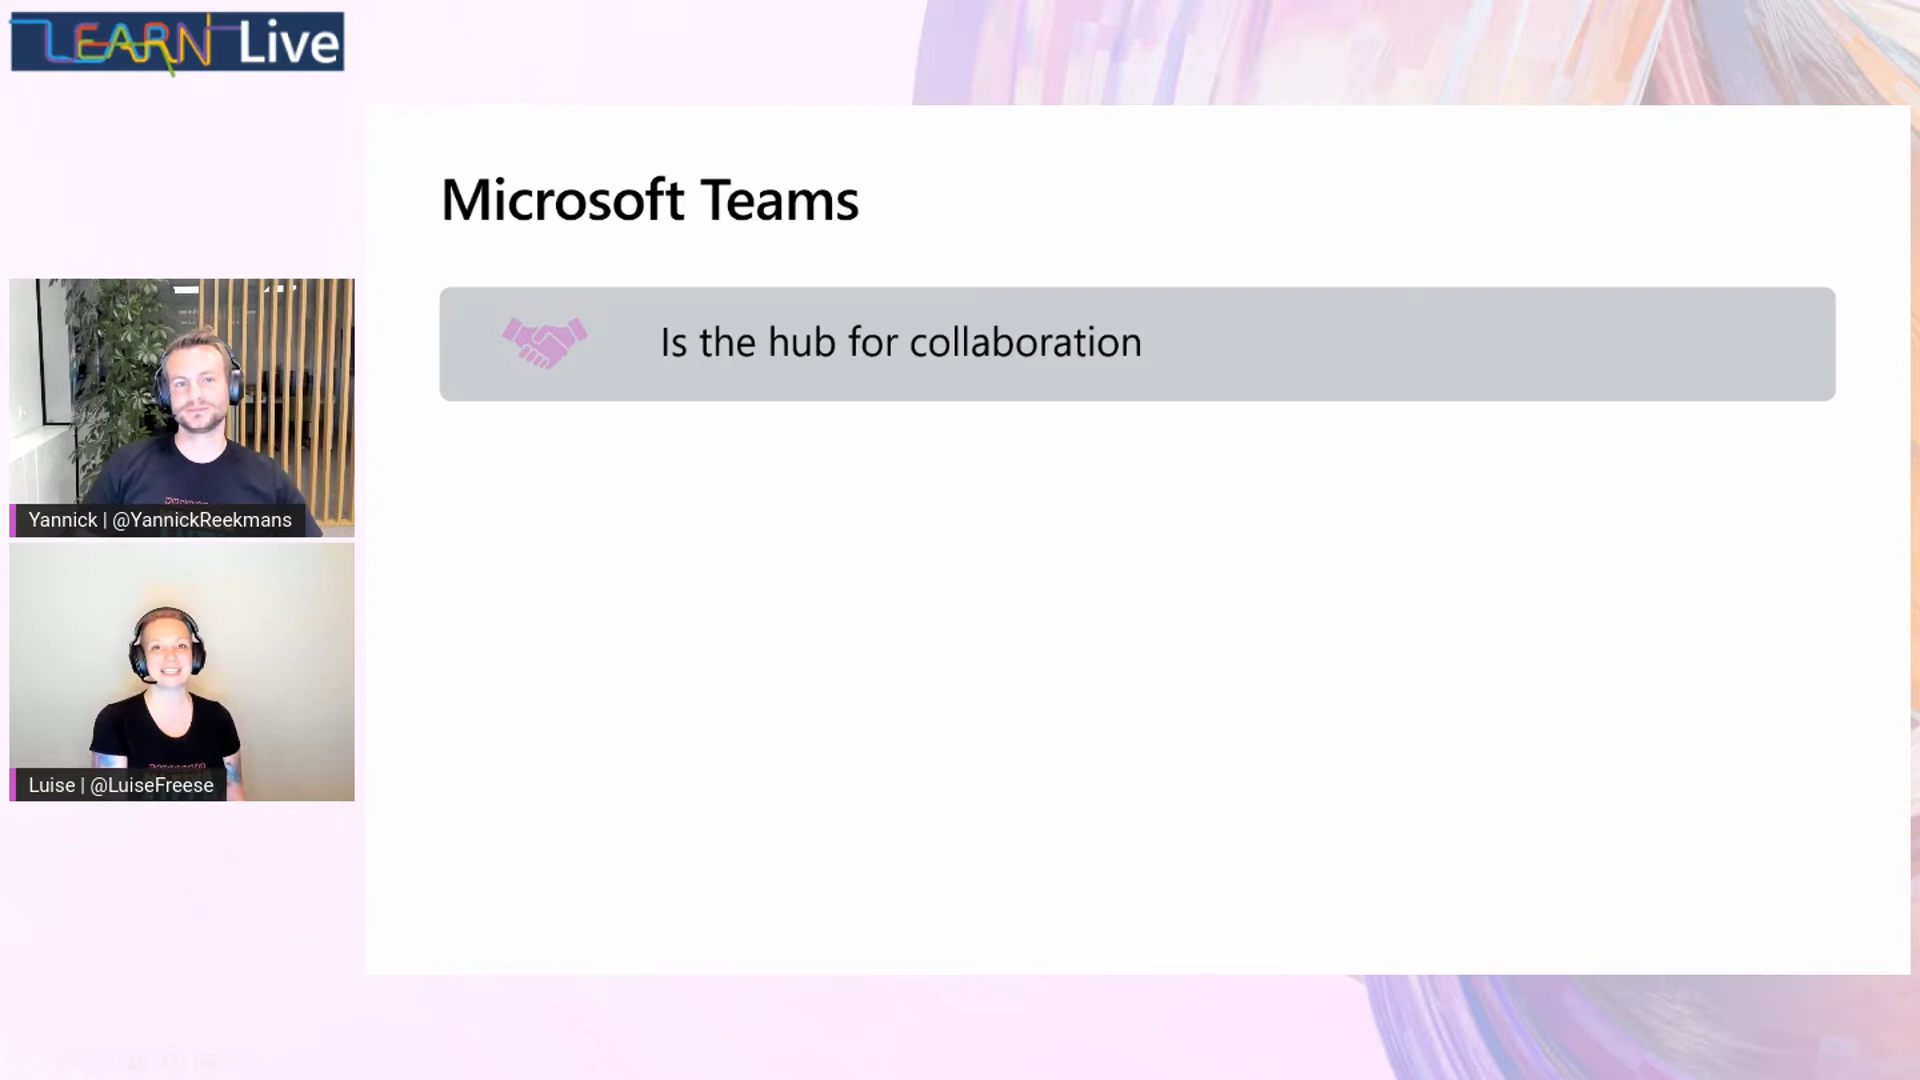 LEARN Live
Microsoft Teams
Is the hub for collaboration
Yannick | @YannickReekmans
Luise | @LuiseFreese